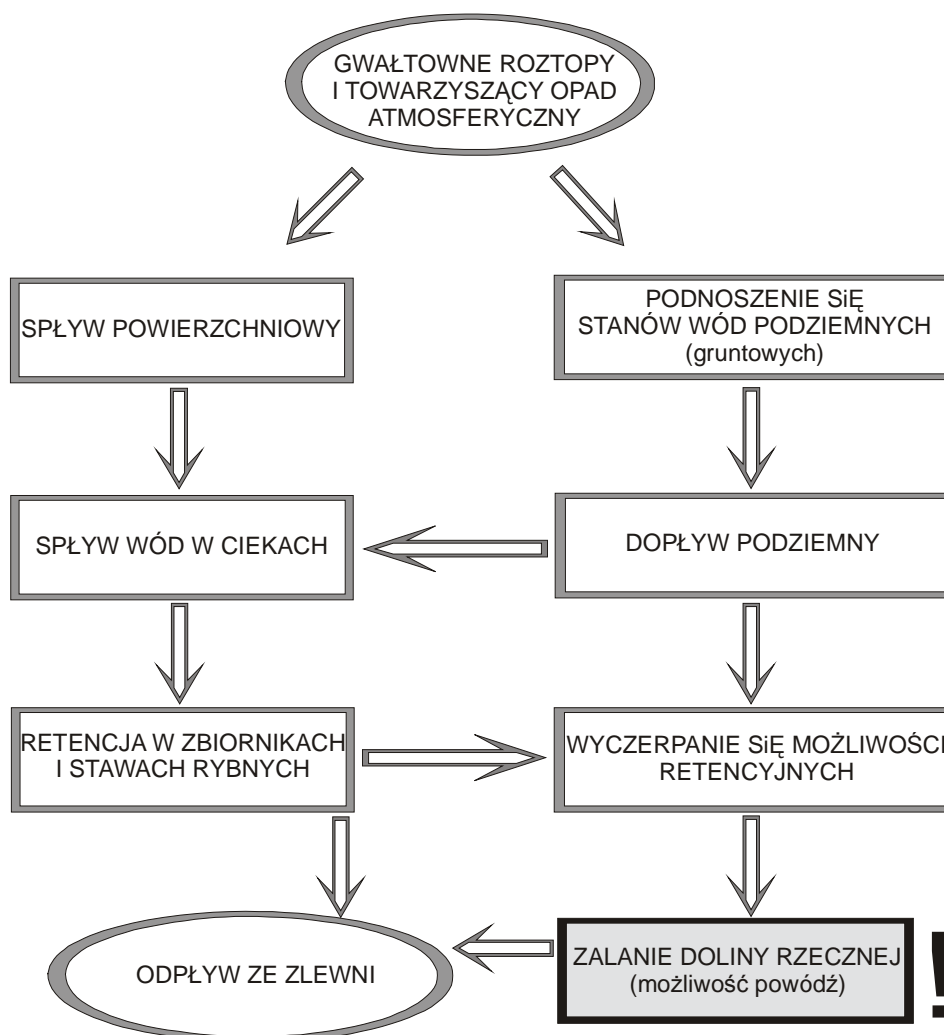 GWAŁTOWNE ROZTOPY
I TOWARZYSZĄCY OPAD
ATMOSFERYCZNY
SPŁYW POWIERZCHNIOWY
PODNOSZENIE SiĘ
STANÓW WÓD PODZIEMNYCH
(gruntowych)
SPŁYW WÓD W CIEKACH
DOPŁYW PODZIEMNY
RETENCJA W ZBIORNIKACH
I STAWACH RYBNYCH
WYCZERPANIE SiĘ MOŻLIWOŚCI
RETENCYJNYCH
ODPŁYW ZE ZLEWNI
ZALANIE DOLINY RZECZNEJ
(możliwość powódź)
!